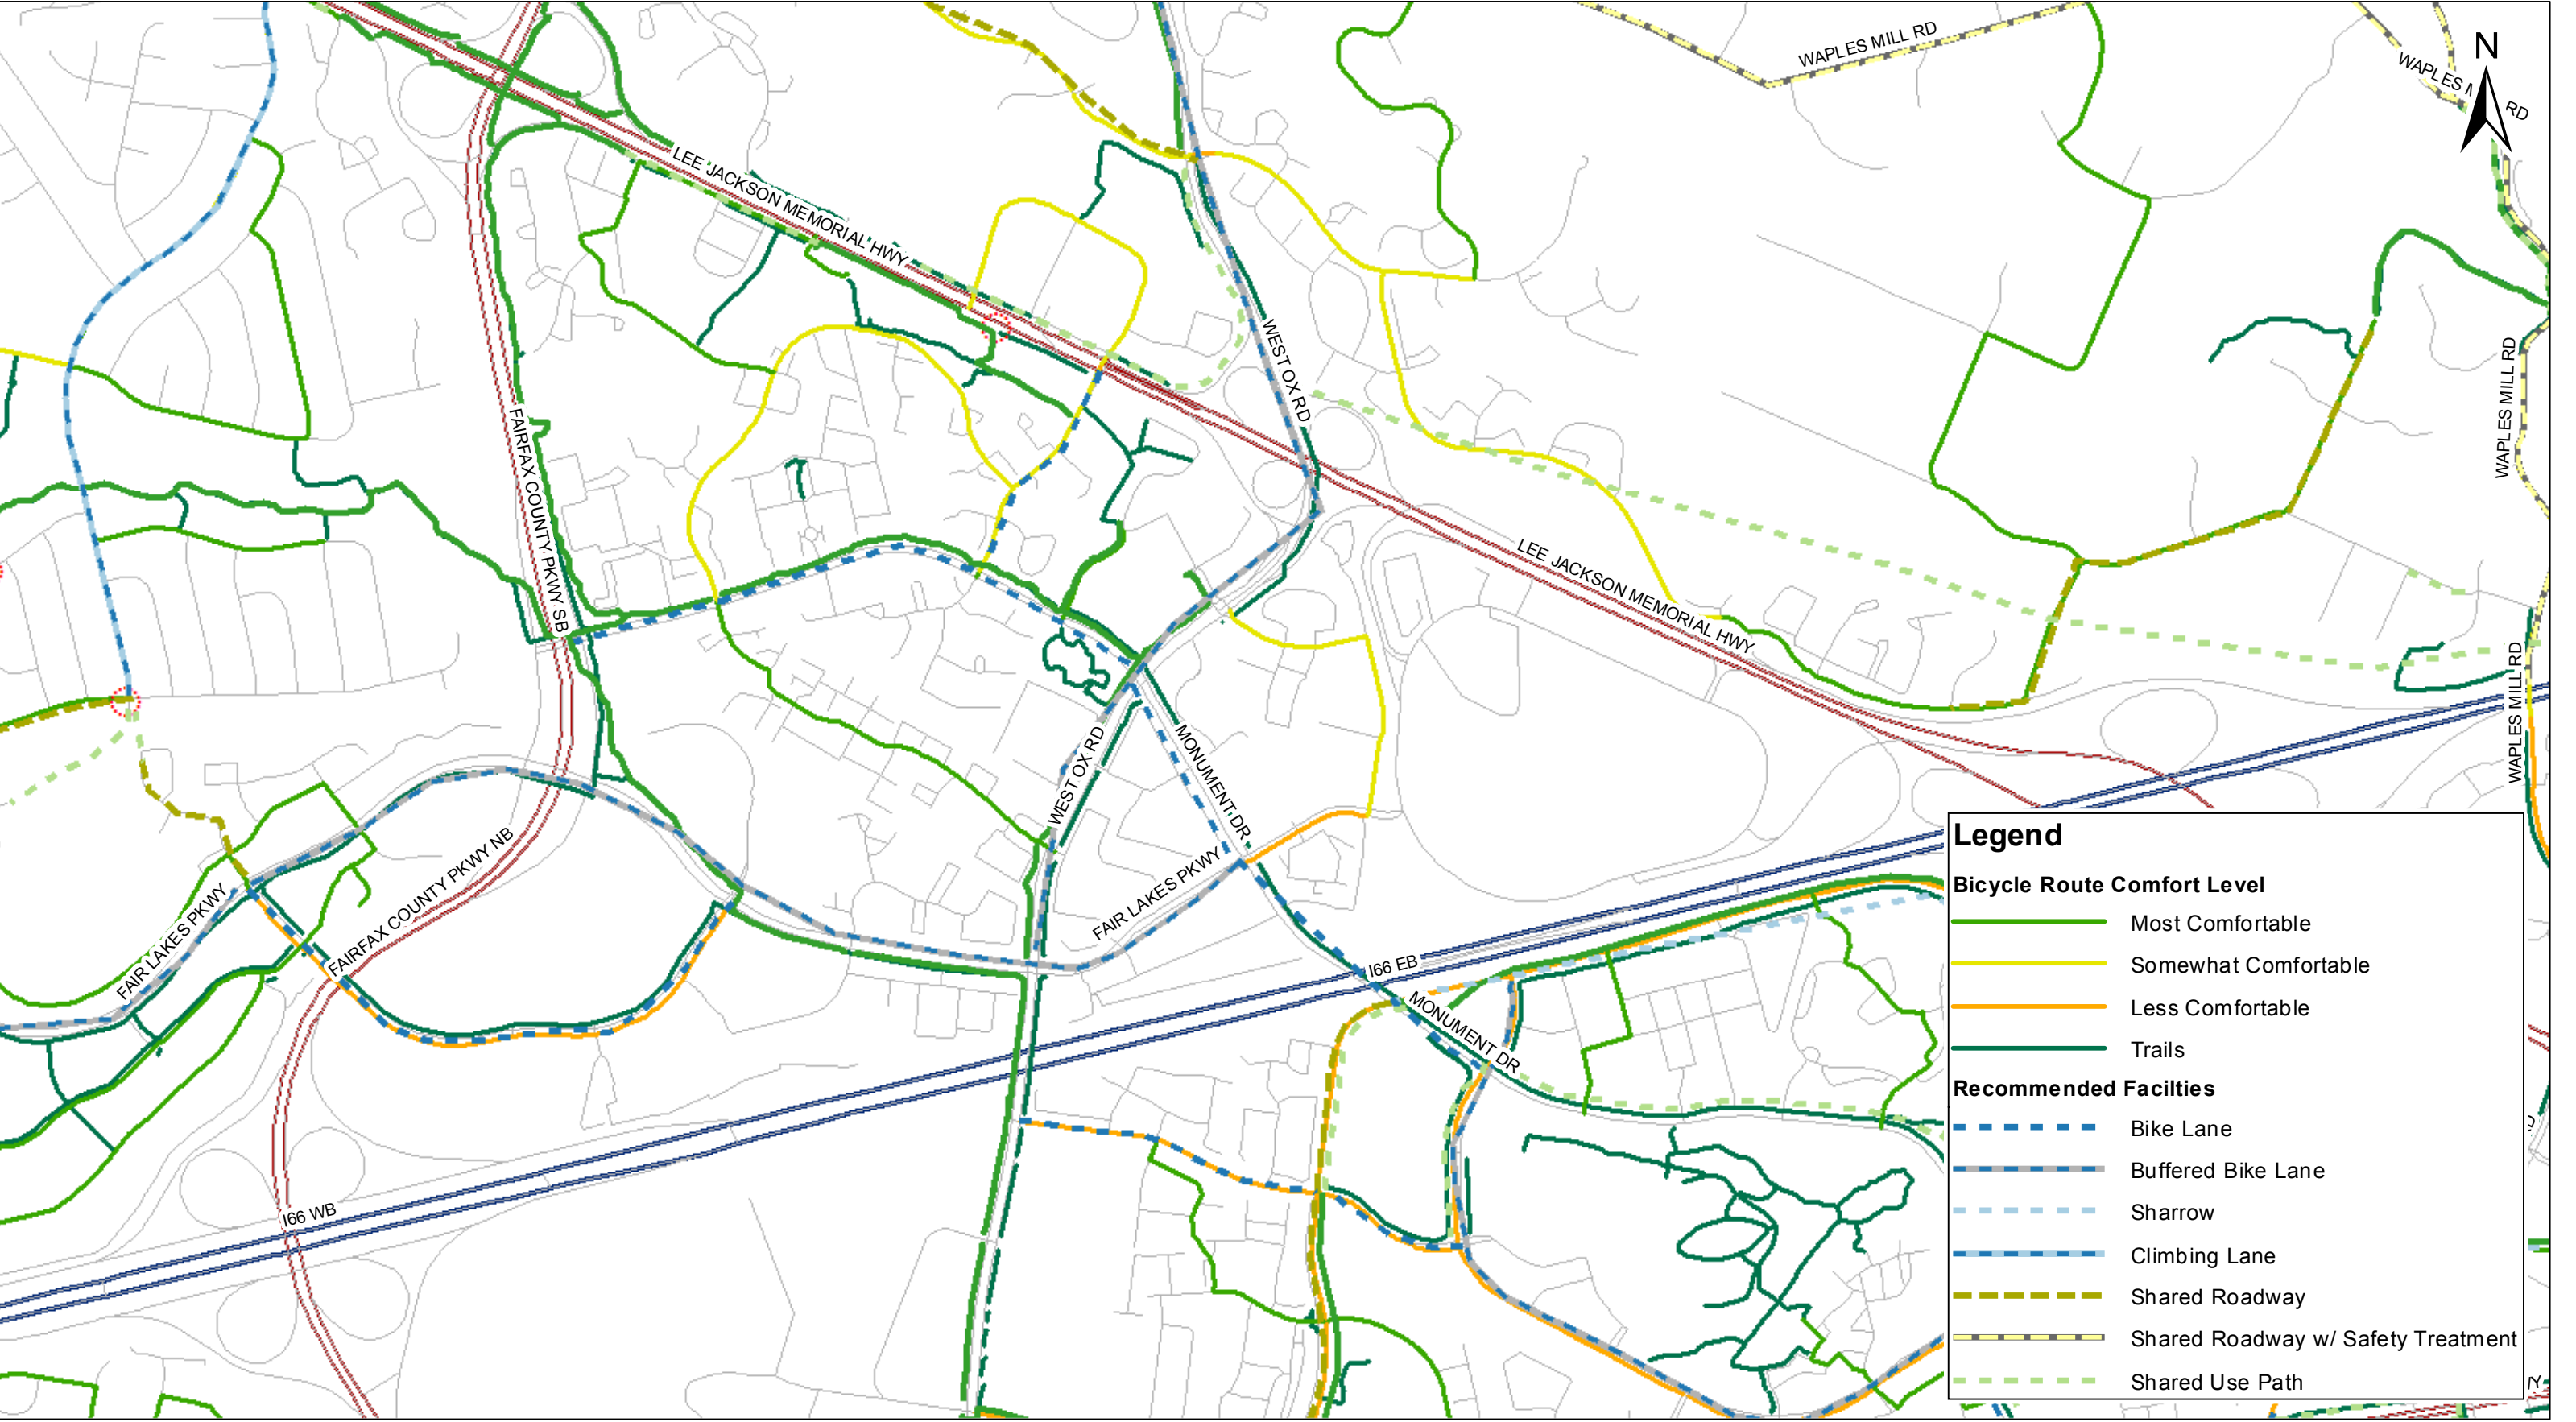 WAPLES MILL RD
N
WAPLES M
RD
LEE JACKSON MEMORIAL HWY
WEST OX RD
WAPLES MILL RD
FAIRFAX COUNTY PKWY SB
LEE JACKSON MEMORIAL HWY
WAPLES MILL RD
WEST OX RD
MONUMENT DR
FAIRFAX COUNTY PKWY NB
FAIR LAKES PKWY
FAIR LAKES PKWY
I66 EB
MONUMENT DR
I66 WB
Legend
Bicycle Route Comfort Level
Most Comfortable
Somewhat Comfortable
Less Comfortable
Trails
Recommended Facilties
Bike Lane
Buffered Bike Lane
Sharrow
Climbing Lane
Shared Roadway
Shared Roadway w/ Safety Treatment
Shared Use Path